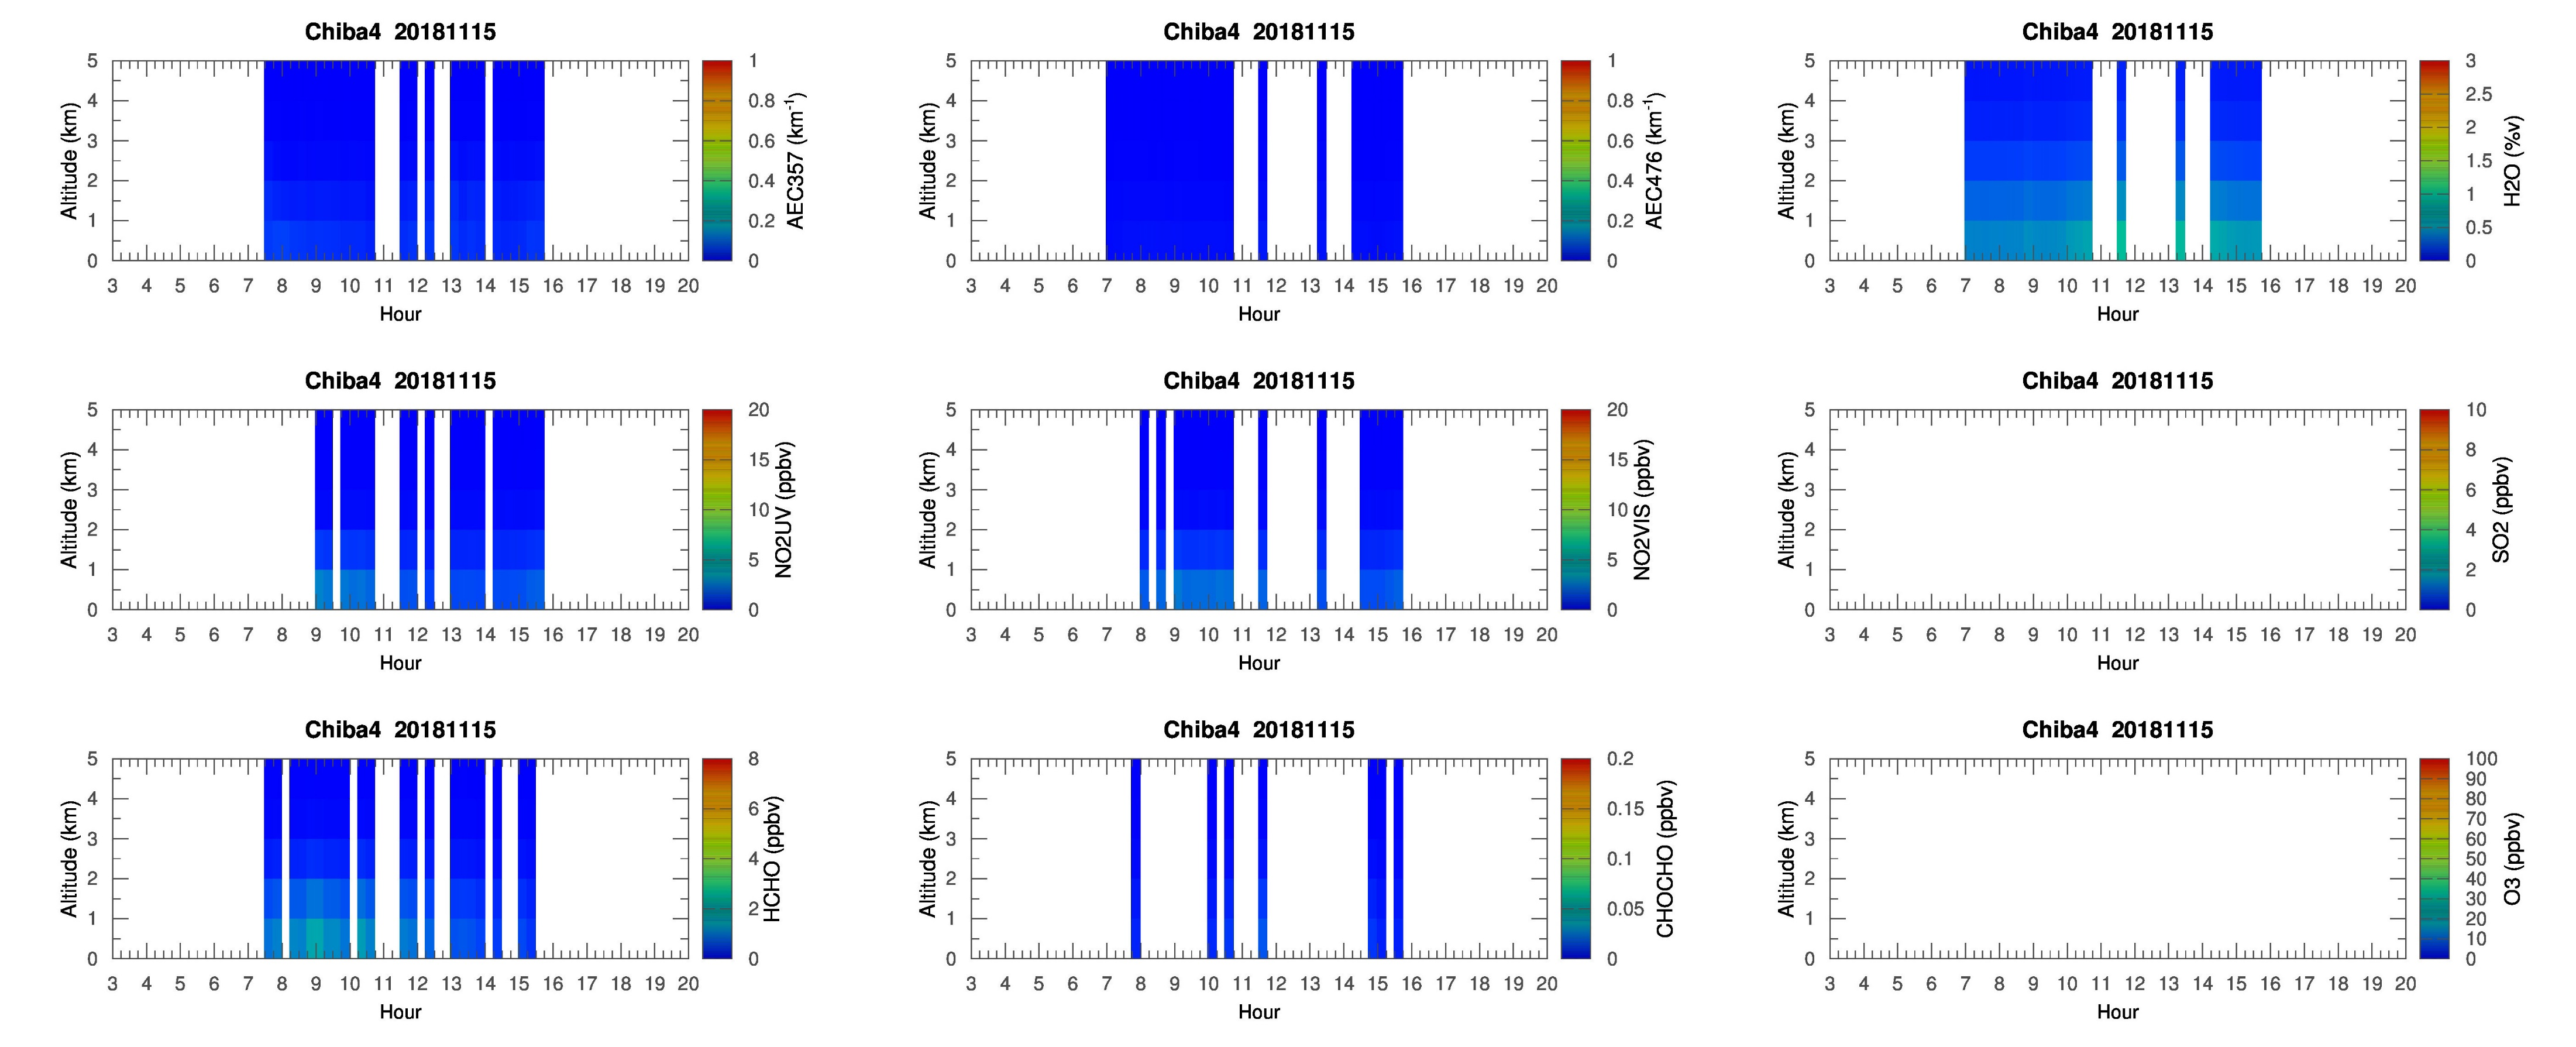 Chiba4 20181115
5
4
3
2
1
0
Altitude (km)
3 4 5 6 7 8 9 10 11 12 13 14 15 16 17 18 19 20
Hour
1
0.8
0.6
0.4
0.2
0
AEC357 (km-1)
Chiba4 20181115
5
4
3
2
1
0
Altitude (km)
3 4 5 6 7 8 9 10 11 12 13 14 15 16 17 18 19 20
Hour
1
0.8
0.6
0.4
0.2
0
AEC476 (km-1)
Chiba4 20181115
5
4
3
2
1
0
Altitude (km)
3 4 5 6 7 8 9 10 11 12 13 14 15 16 17 18 19 20
Hour
3
2.5
2
1.5
1
0.5
0
H2O (%v)
Chiba4 20181115
5
4
3
2
1
0
Altitude (km)
3 4 5 6 7 8 9 10 11 12 13 14 15 16 17 18 19 20
Hour
20
15
10
5
0
NO2UV (ppbv)
Chiba4 20181115
5
4
3
2
1
0
Altitude (km)
3 4 5 6 7 8 9 10 11 12 13 14 15 16 17 18 19 20
Hour
20
15
10
5
0
NO2VIS (ppbv)
Chiba4 20181115
5
4
3
2
1
0
Altitude (km)
3 4 5 6 7 8 9 10 11 12 13 14 15 16 17 18 19 20
Hour
10
8
6
4
2
0
SO2 (ppbv)
Chiba4 20181115
5
4
3
2
1
0
Altitude (km)
3 4 5 6 7 8 9 10 11 12 13 14 15 16 17 18 19 20
Hour
8
6
4
2
0
HCHO (ppbv)
Chiba4 20181115
5
4
3
2
1
0
Altitude (km)
3 4 5 6 7 8 9 10 11 12 13 14 15 16 17 18 19 20
Hour
0.2
0.15
0.1
0.05
0
CHOCHO (ppbv)
Chiba4 20181115
5
4
3
2
1
0
Altitude (km)
3 4 5 6 7 8 9 10 11 12 13 14 15 16 17 18 19 20
Hour
100
90
80
70
60
50
40
30
20
10
0
O3 (ppbv)